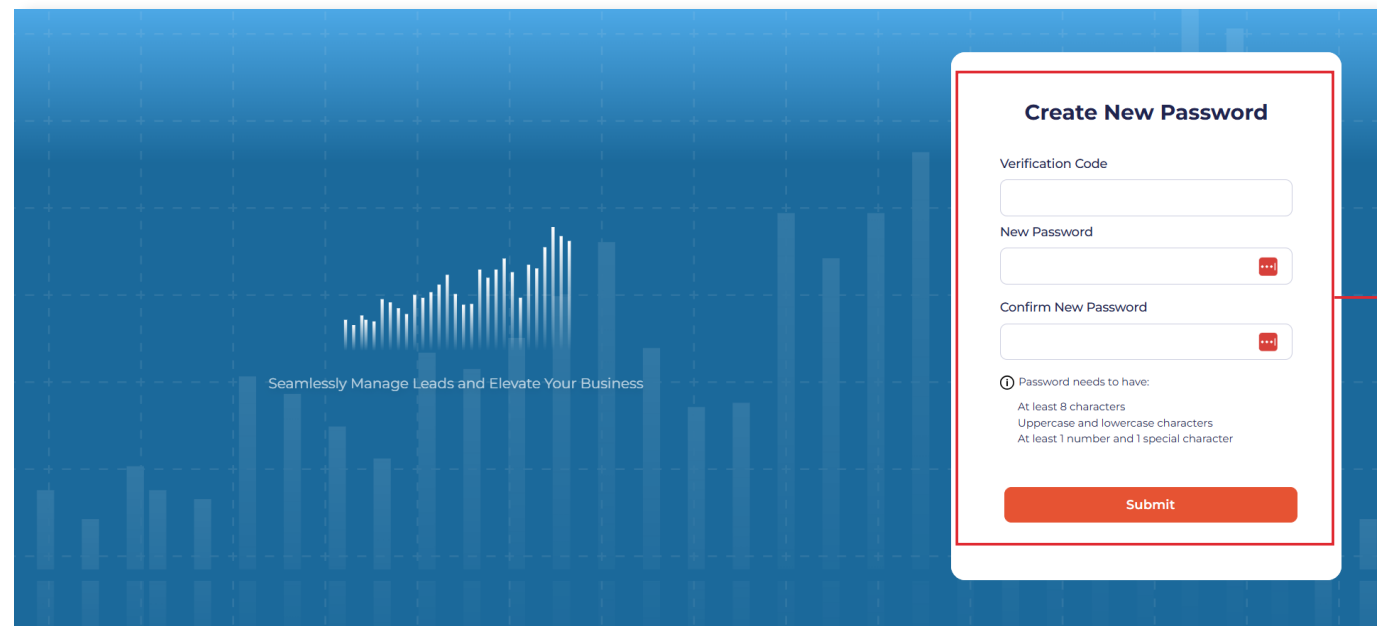 Seamlessly Manage Leads and Elevate Your Business
Create New Password
Verification Code
New Password
Confirm New Password
Password needs to have:
At least 8 characters
Uppercase and lowercase characters
At least 1 number and 1 special character
Submit